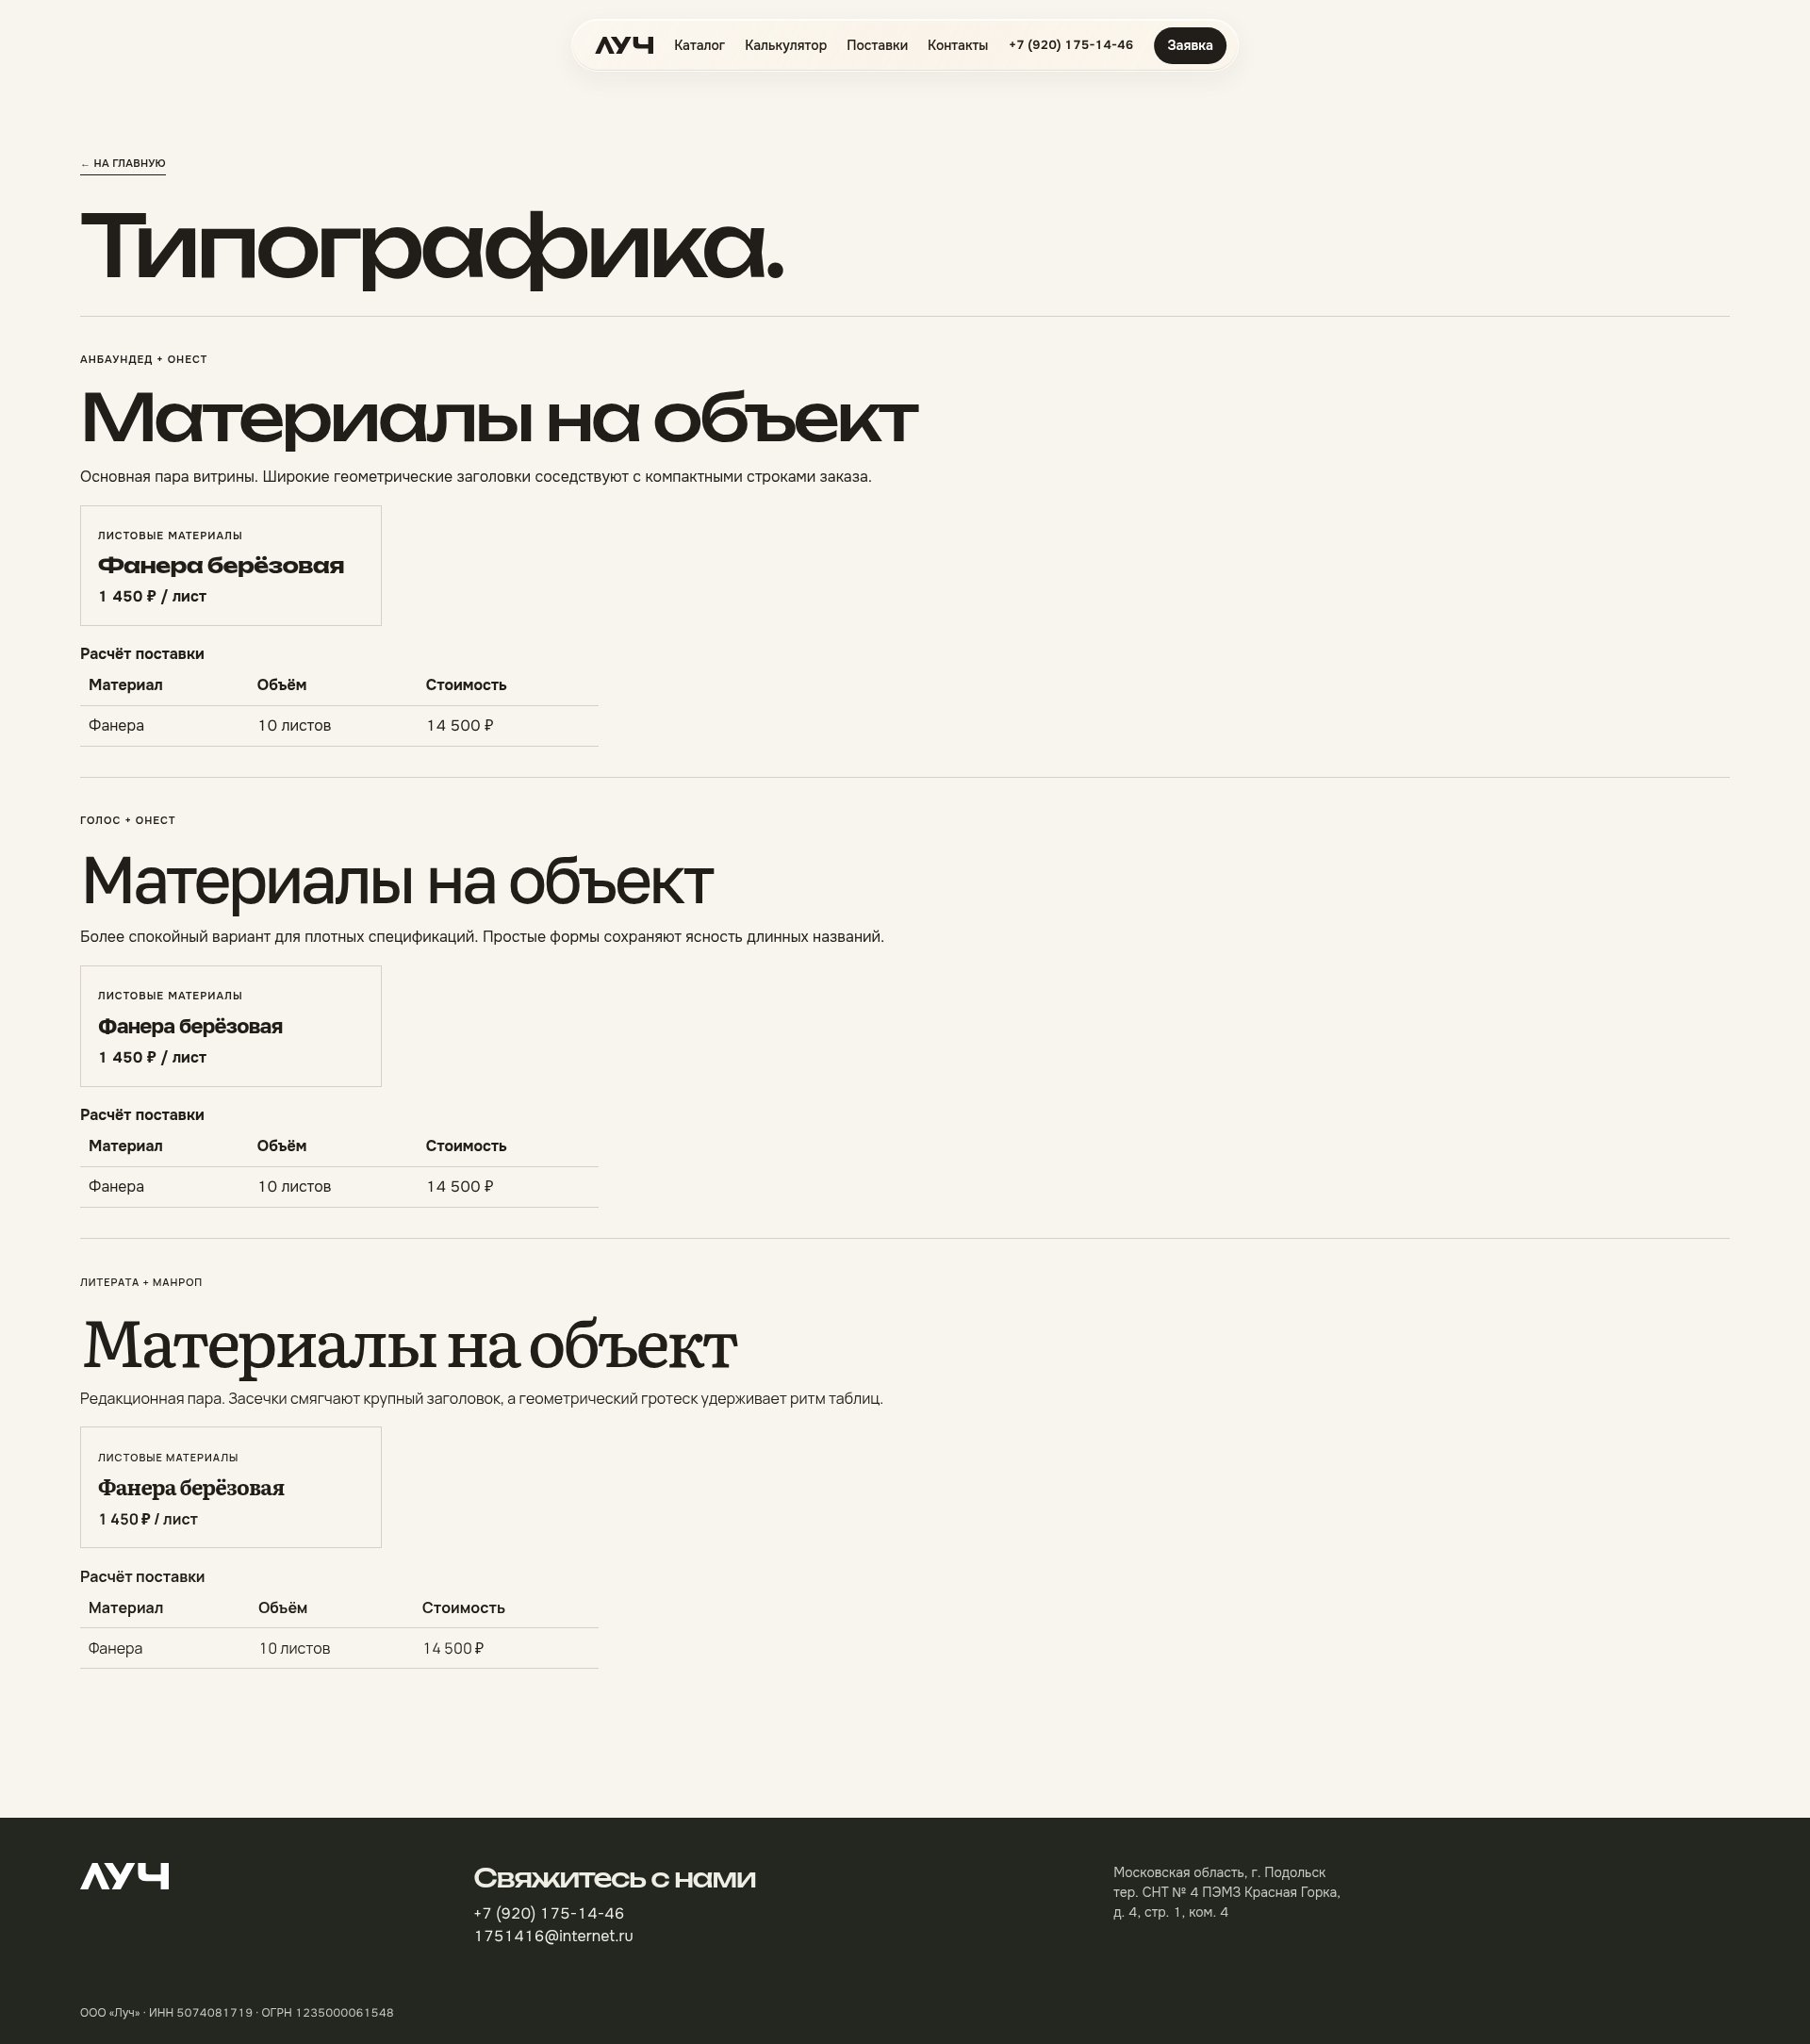 ЛУЧ Каталог Калькулятор Поставки Контакты +7 (920) 175-14-46 Заявка
← НА ГЛАВНУЮ
Типографика.
АНБАУНДЕД + ОНЕСТ
Материалы на объект
Основная пара витрины. Широкие геометрические заголовки соседствуют с компактными строками заказа.
ЛИСТОВЫЕ МАТЕРИАЛЫ
Фанера берёзовая
1 450 ₽ / лист
Расчёт поставки
Материал Объём Стоимость
Фанера 10 листов 14 500 ₽
ГОЛОС + ОНЕСТ
Материалы на объект
Более спокойный вариант для плотных спецификаций. Простые формы сохраняют ясность длинных названий.
ЛИСТОВЫЕ МАТЕРИАЛЫ
Фанера берёзовая
1 450 ₽ / лист
Расчёт поставки
Материал Объём Стоимость
Фанера 10 листов 14 500 ₽
ЛИТЕРАТА + МАНРОП
Материалы на объект
Редакционная пара. Засечки смягчают крупный заголовок, а геометрический гротеск удерживает ритм таблиц.
ЛИСТОВЫЕ МАТЕРИАЛЫ
Фанера берёзовая
1 450 ₽ / лист
Расчёт поставки
Материал Объём Стоимость
Фанера 10 листов 14 500 ₽
ЛУЧ
Свяжитесь с нами
+7 (920) 175-14-46
1751416@internet.ru
Московская область, г. Подольск
тер. СНТ № 4 ПЭМЗ Красная Горка,
д. 4, стр. 1, ком. 4
ООО «Луч» · ИНН 5074081719 · ОГРН 1235000061548